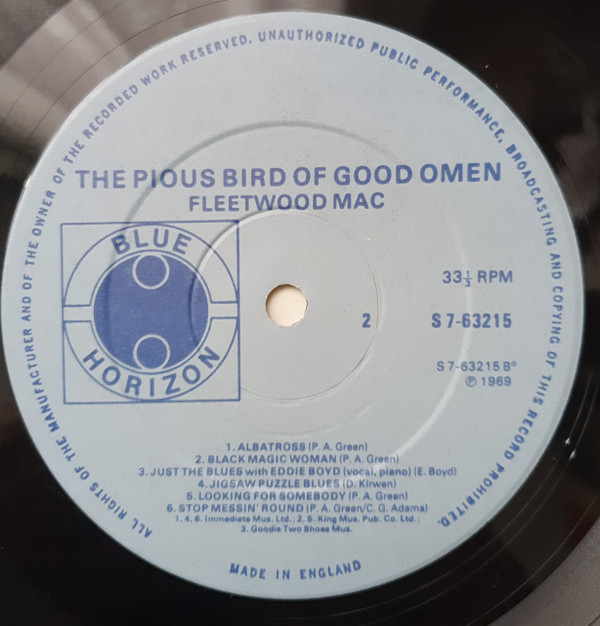 ALL RIGHTS OF THE MANUFACTURER AND OF THE OWNER OF THE RECORDED WORK RESERVED. UNAUTHORIZED PUBLIC PERFORMANCE, BROADCASTING AND COPYING OF THIS RECORD PROHIBITED.
THE PIOUS BIRD OF GOOD OMEN
FLEETWOOD MAC
BLUE
HORIZON
33⅓ RPM
2
S 7-63215
S 7-63215 Bº
℗ 1969
1. ALBATROSS (P. A. Green)
2. BLACK MAGIC WOMAN (P. A. Green)
3. JUST THE BLUES with EDDIE BOYD (vocal, piano) (E. Boyd)
4. JIGSAW PUZZLE BLUES (D. Kirwen)
5. LOOKING FOR SOMEBODY (P. A. Green)
6. STOP MESSIN' ROUND (P. A. Green/C. G. Adams)
1. 4. 6. Immediate Mus. Ltd.; 2, 5. King Mus. Pub. Co. Ltd.;
3. Goodie Two Shoes Mus.
MADE IN ENGLAND